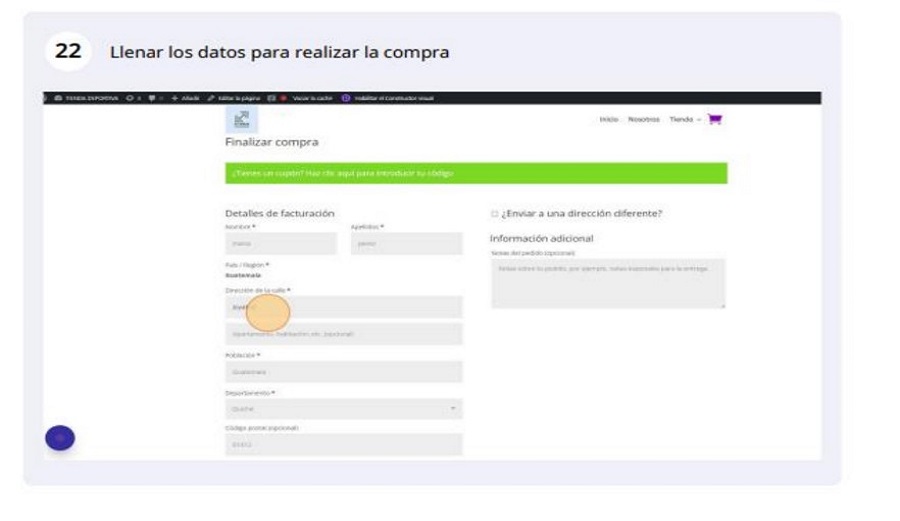 22 Llenar los datos para realizar la compra
TIENDA DEPORTIVA Añadir Editar la página Vaciar la caché Habilitar el Constructor visual
Inicio Nosotros Tienda
Finalizar compra
¿Tienes un cupón? Haz clic aquí para introducir tu código
Detalles de facturación
Nombre *
Apellidos *
País / Región *
Guatemala
Dirección de la calle *
Apartamento, habitación, etc. (opcional)
Población *
Guatemala
Departamento *
Quiché
Código postal (opcional)
01012
¿Enviar a una dirección diferente?
Información adicional
Notas del pedido (opcional)
Notas sobre tu pedido, por ejemplo, notas especiales para la entrega.